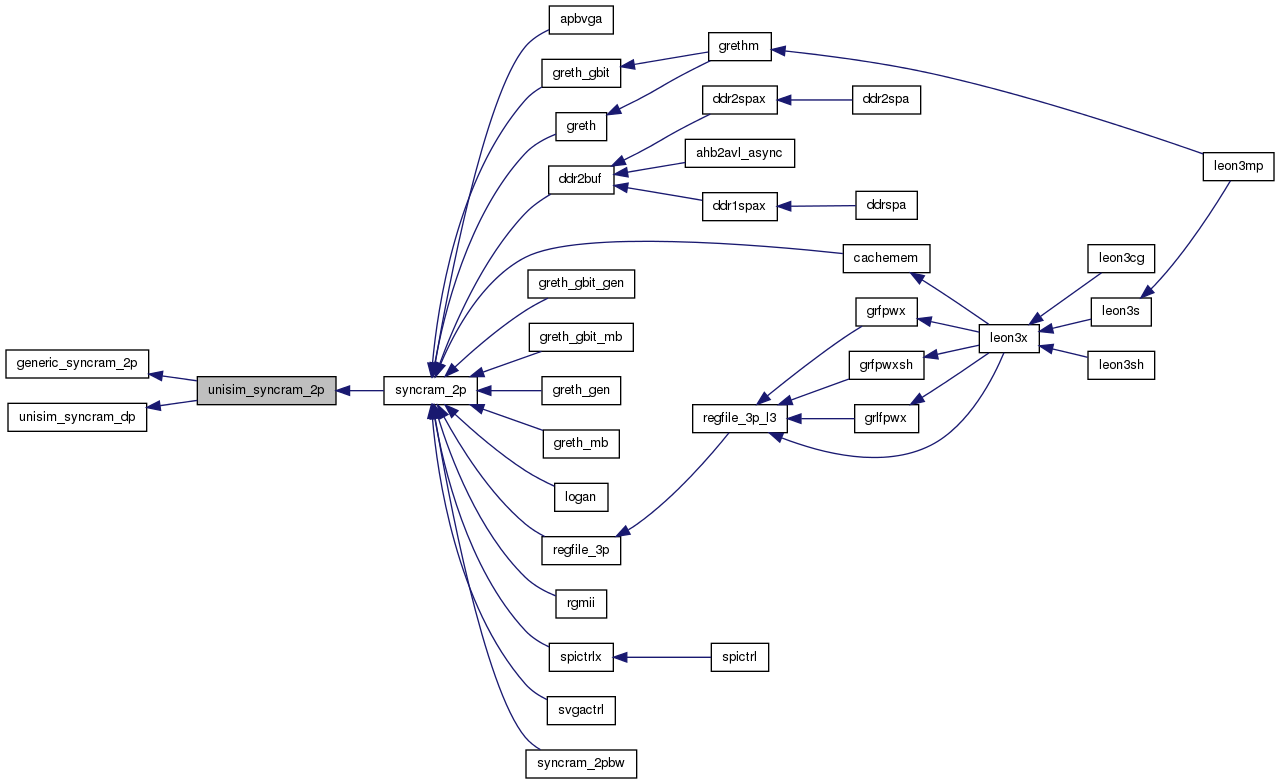 apbvga
grethm
greth_gbit
ddr2spax
ddr2spa
greth
ahb2avl_async
leon3mp
ddr2buf
ddr1spax
ddrspa
cachemem
leon3cg
greth_gbit_gen
grfpwx
leon3s
greth_gbit_mb
leon3x
generic_syncram_2p
grfpwxsh
leon3sh
unisim_syncram_2p
syncram_2p
greth_gen
unisim_syncram_dp
regfile_3p_l3
grlfpwx
greth_mb
logan
regfile_3p
rgmii
spictrlx
spictrl
svgactrl
syncram_2pbw